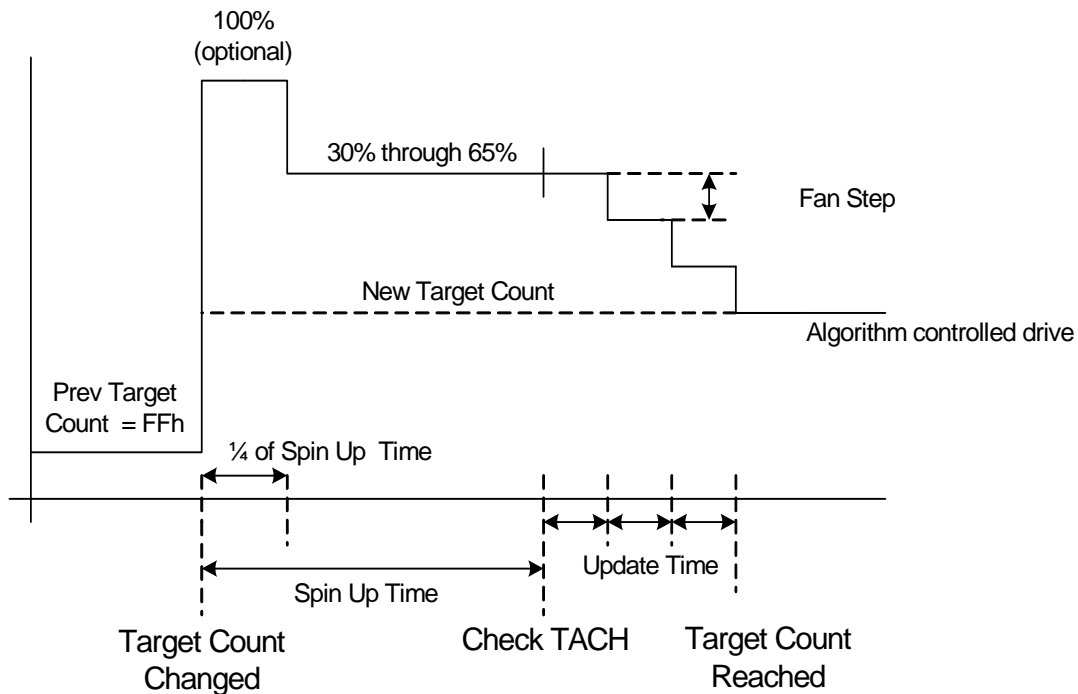 100%
(optional)
30% through 65%
Fan Step
New Target Count
Algorithm controlled drive
Prev Target
Count = FFh
¼ of Spin Up Time
Update Time
Spin Up Time
Target Count
Changed
Check TACH
Target Count
Reached